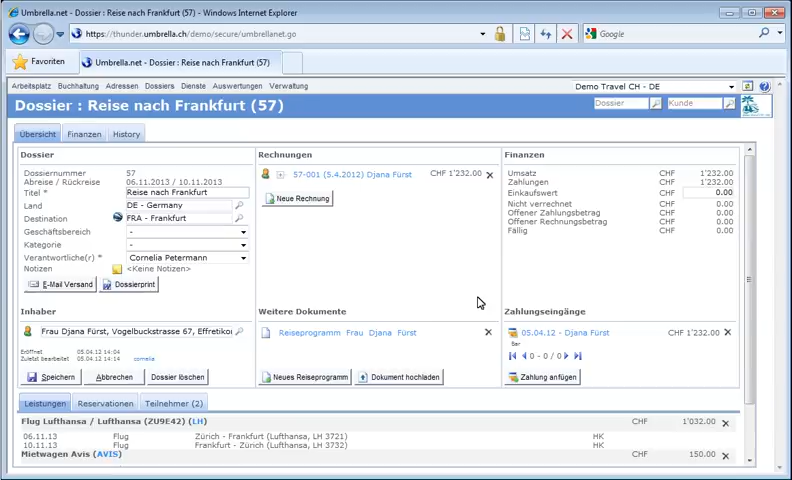 Umbrella.net - Dossier : Reise nach Frankfurt (57) - Windows Internet Explorer
https://thunder.umbrella.ch/demo/secure/umbrellanet.go
Google
Favoriten
Umbrella.net - Dossier : Reise nach Frankfurt (57)
Arbeitsplatz Buchhaltung Adressen Dossiers Dienste Auswertungen Verwaltung Demo Travel CH - DE
Dossier : Reise nach Frankfurt (57) Dossier Kunde
Übersicht Finanzen History
Dossier
Dossiernummer 57
Abreise / Rückreise 06.11.2013 / 10.11.2013
Titel * Reise nach Frankfurt
Land DE - Germany
Destination FRA - Frankfurt
Geschäftsbereich -
Kategorie -
Verantwortliche(r) * Cornelia Petermann
Notizen <Keine Notizen>
E-Mail Versand Dossierprint
Rechnungen
57-001 (5.4.2012) Djana Fürst CHF 1'232.00
Neue Rechnung
Finanzen
Umsatz CHF 1'232.00
Zahlungen CHF 1'232.00
Einkaufswert CHF 0.00
Nicht verrechnet CHF 0.00
Offener Zahlungsbetrag CHF 0.00
Offener Rechnungsbetrag CHF 0.00
Fällig CHF 0.00
Inhaber
Frau Djana Fürst, Vogelbuckstrasse 67, Effretikon
Eröffnet 05.04.12 14:04
Zuletzt bearbeitet 05.04.12 14:14 cornelia
Speichern Abbrechen Dossier löschen
Weitere Dokumente
Reiseprogramm Frau Djana Fürst
Neues Reiseprogramm Dokument hochladen
Zahlungseingänge
05.04.12 - Djana Fürst CHF 1'232.00
Bar
0 - 0 / 0
Zahlung anfügen
Leistungen Reservationen Teilnehmer (2)
Flug Lufthansa / Lufthansa (ZU9E42) (LH) CHF 1'032.00
06.11.13 Flug Zürich - Frankfurt (Lufthansa, LH 3721) HK
10.11.13 Flug Frankfurt - Zürich (Lufthansa, LH 3732) HK
Mietwagen Avis (AVIS) CHF 150.00